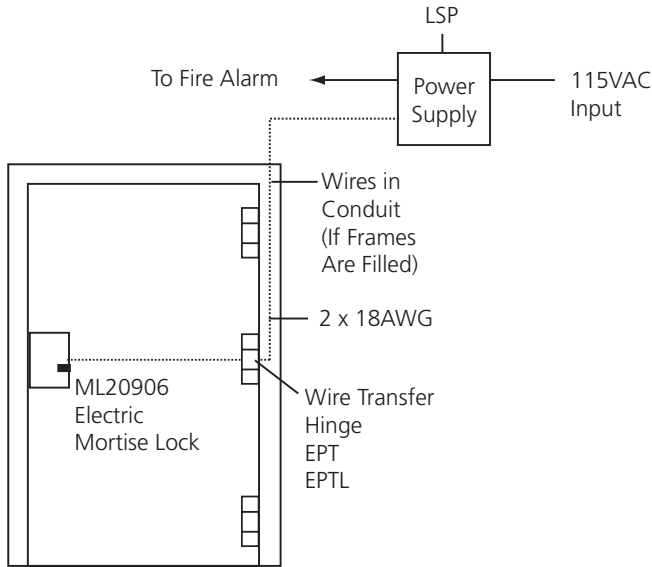 LSP
To Fire Alarm
Power
Supply
115VAC
Input
Wires in
Conduit
(If Frames
Are Filled)
2 x 18AWG
ML20906
Electric
Mortise Lock
Wire Transfer
Hinge
EPT
EPTL